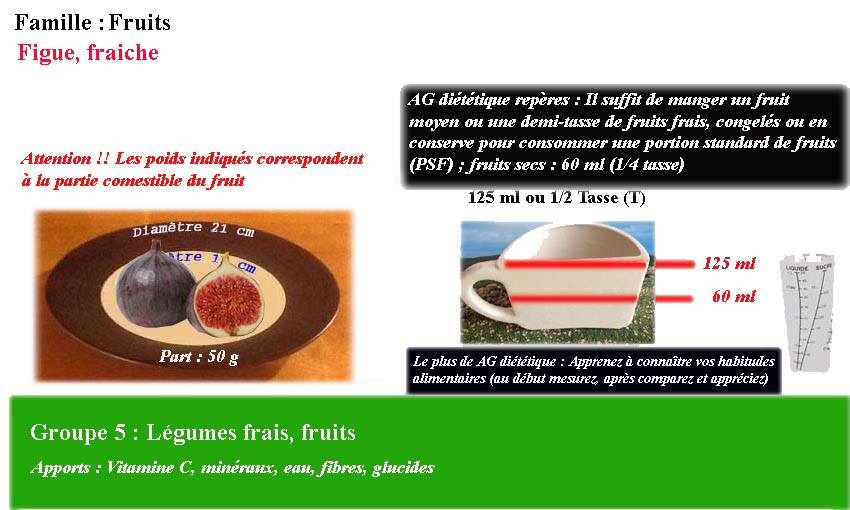 Famille : Fruits
Figue, fraiche
AG diététique repères : Il suffit de manger un fruit
moyen ou une demi-tasse de fruits frais, congelés ou en
conserve pour consommer une portion standard de fruits
(PSF) ; fruits secs : 60 ml (1/4 tasse)
Attention !! Les poids indiqués correspondent
à la partie comestible du fruit
125 ml ou 1/2 Tasse (T)
Diamètre 21 cm
cm
Part : 50 g
125 ml
60 ml
LIQUIDE SUCRE
Le plus de AG diététique : Apprenez à connaître vos habitudes
alimentaires (au début mesurez, après comparez et appréciez)
Groupe 5 : Légumes frais, fruits
Apports : Vitamine C, minéraux, eau, fibres, glucides